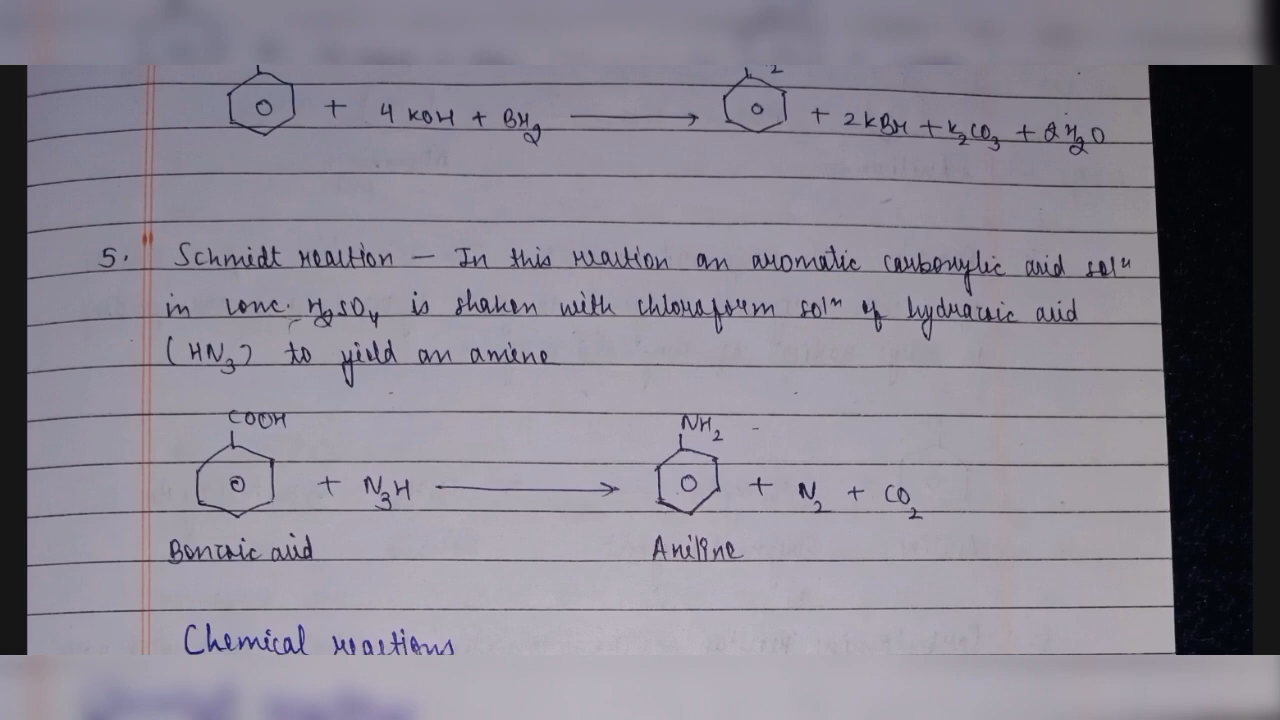 2
+ 4 KOH + Br2 ⟶ + 2KBr + K2CO3 + 2H2O
5. Schmidt reaction – In this reaction an aromatic carboxylic acid solⁿ
in conc. H2SO4 is shaken with chloroform solⁿ of hydrazoic acid
(HN3) to yield an amine
COOH NH2
+ N3H ⟶ + N2 + CO2
Benzoic acid Aniline
Chemical reactions